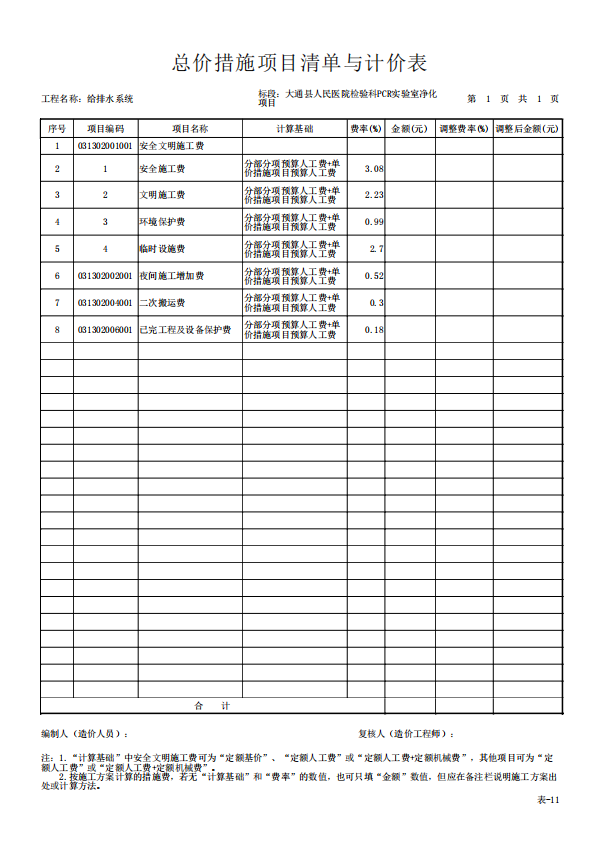 总价措施项目清单与计价表
工程名称：给排水系统
标段：大通县人民医院检验科PCR实验室净化
项目
第 1 页 共 1 页
序号 项目编码 项目名称 计算基础 费率(%) 金额(元) 调整费率(%) 调整后金额(元)
1 031302001001 安全文明施工费
2 1 安全施工费 分部分项预算人工费+单
价措施项目预算人工费 3.08
3 2 文明施工费 分部分项预算人工费+单
价措施项目预算人工费 2.23
4 3 环境保护费 分部分项预算人工费+单
价措施项目预算人工费 0.99
5 4 临时设施费 分部分项预算人工费+单
价措施项目预算人工费 2.7
6 031302002001 夜间施工增加费 分部分项预算人工费+单
价措施项目预算人工费 0.52
7 031302004001 二次搬运费 分部分项预算人工费+单
价措施项目预算人工费 0.3
8 031302006001 已完工程及设备保护费 分部分项预算人工费+单
价措施项目预算人工费 0.18
合 计
编制人（造价人员）： 复核人（造价工程师）：
注：1.“计算基础”中安全文明施工费可为“定额基价”、“定额人工费”或“定额人工费+定额机械费”，其他项目可为“定
额人工费”或“定额人工费+定额机械费”。
2.按施工方案计算的措施费，若无“计算基础”和“费率”的数值，也可只填“金额”数值，但应在备注栏说明施工方案出
处或计算方法。
表-11